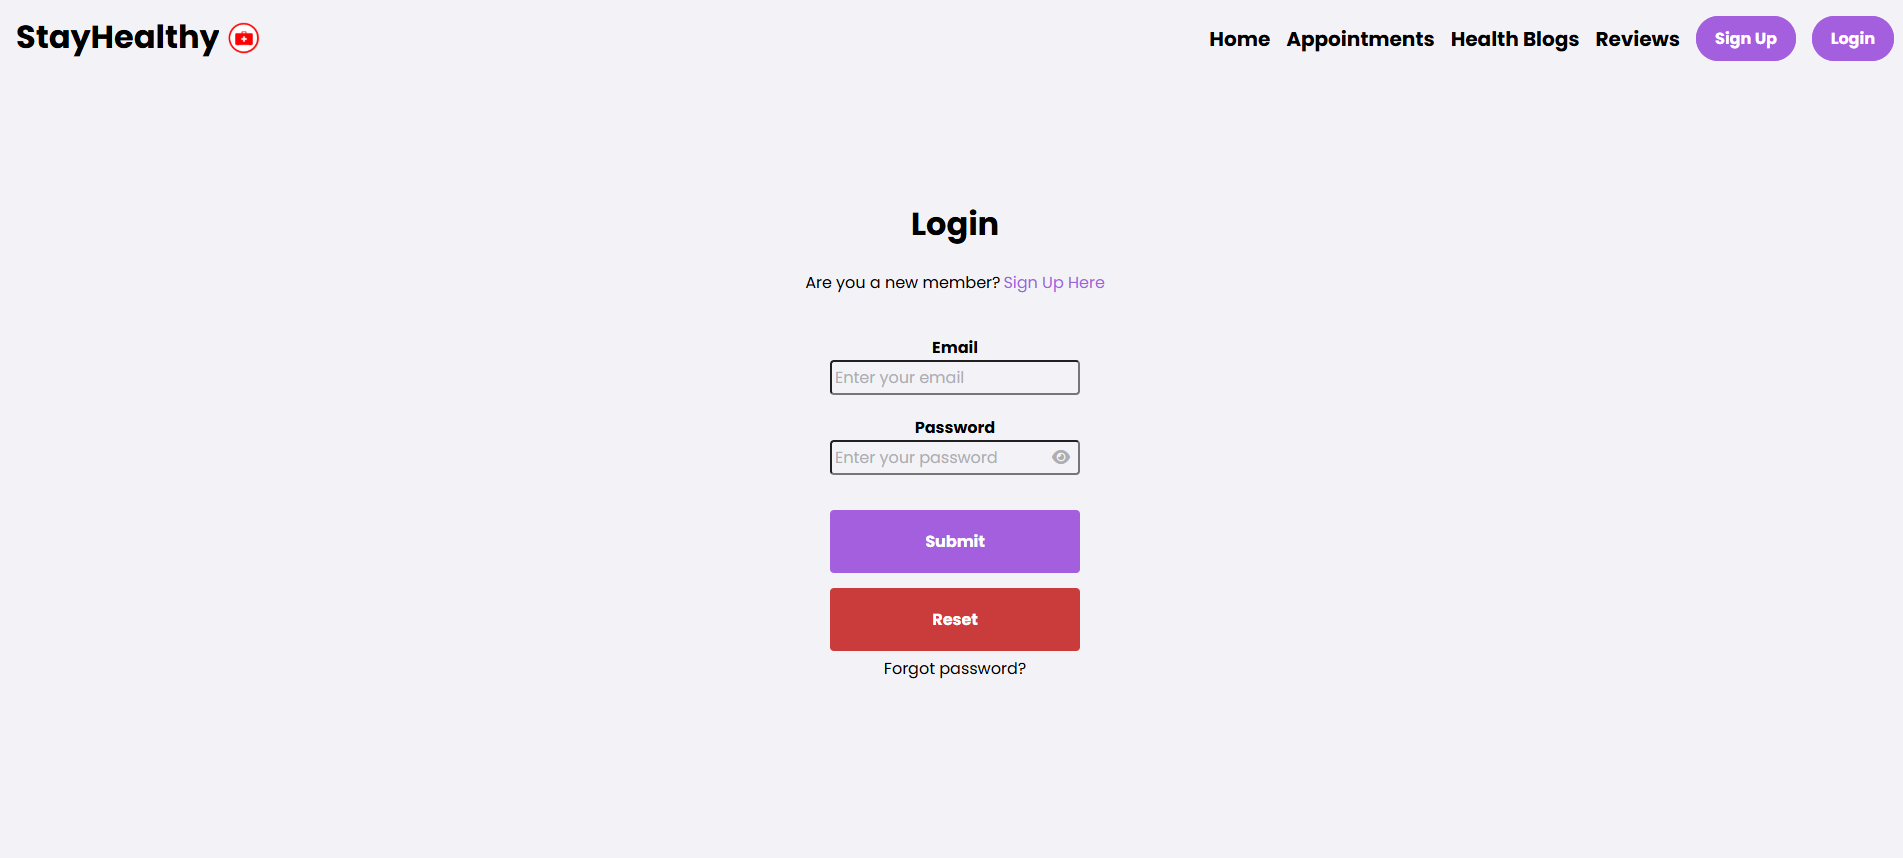 StayHealthy
Home Appointments Health Blogs Reviews Sign Up Login
Login
Are you a new member? Sign Up Here
Email
Enter your email
Password
Enter your password
Submit
Reset
Forgot password?